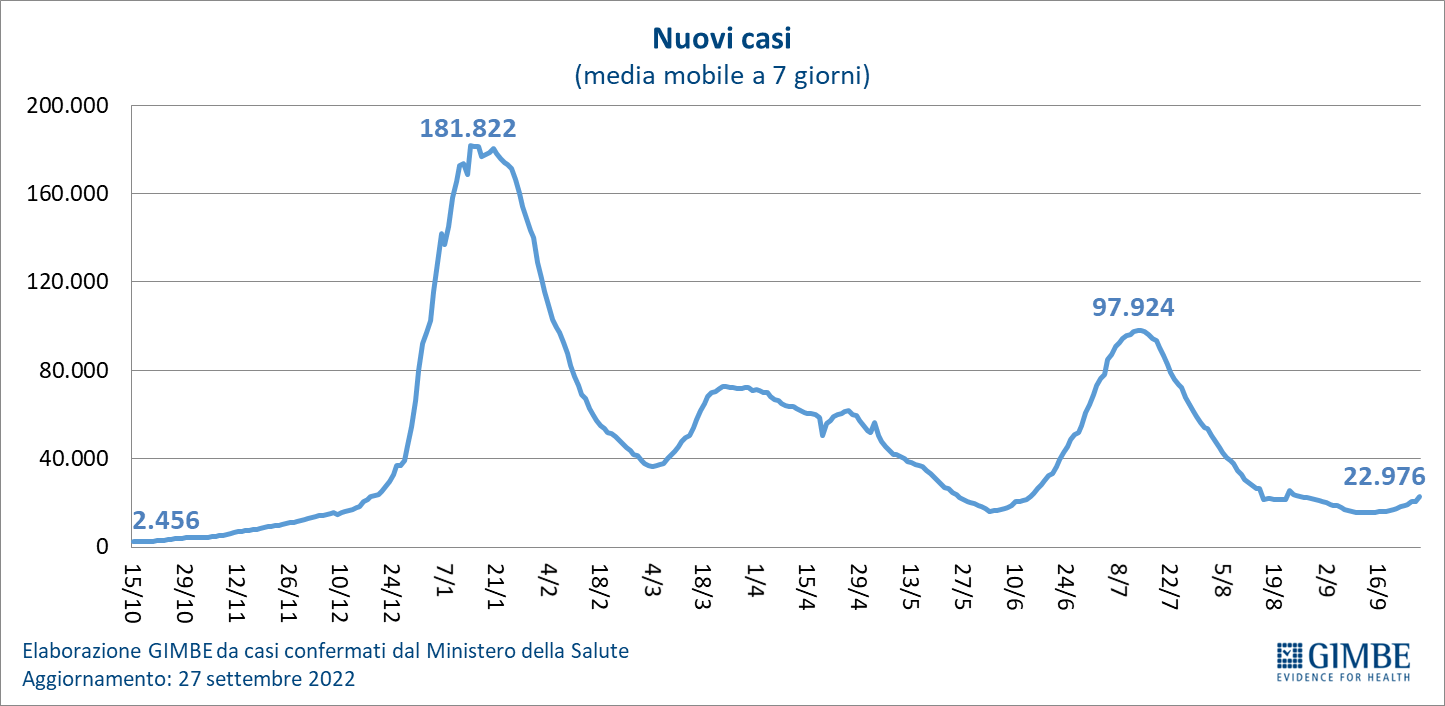 Nuovi casi
(media mobile a 7 giorni)
200.000
181.822
160.000
120.000
97.924
80.000
40.000
22.976
2.456
0
15/10 29/10 12/11 26/11 10/12 24/12 7/1 21/1 4/2 18/2 4/3 18/3 1/4 15/4 29/4 13/5 27/5 10/6 24/6 8/7 22/7 5/8 19/8 2/9 16/9
Elaborazione GIMBE da casi confermati dal Ministero della Salute
Aggiornamento: 27 settembre 2022
GIMBE
EVIDENCE FOR HEALTH